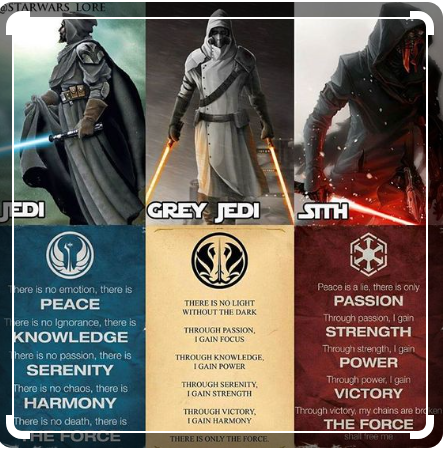 @STARWARS_LORE
JEDI
GREY JEDI
SITH
There is no emotion, there is
PEACE
There is no Ignorance, there is
KNOWLEDGE
There is no passion, there is
SERENITY
There is no chaos, there is
HARMONY
There is no death, there is
THE FORCE
THERE IS NO LIGHT
WITHOUT THE DARK
THROUGH PASSION,
I GAIN FOCUS
THROUGH KNOWLEDGE,
I GAIN POWER
THROUGH SERENITY,
I GAIN STRENGTH
THROUGH VICTORY,
I GAIN HARMONY
THERE IS ONLY THE FORCE
Peace is a lie, there is only
PASSION
Through passion, I gain
STRENGTH
Through strength, I gain
POWER
Through power, I gain
VICTORY
Through victory, my chains are broken
THE FORCE
shall free me